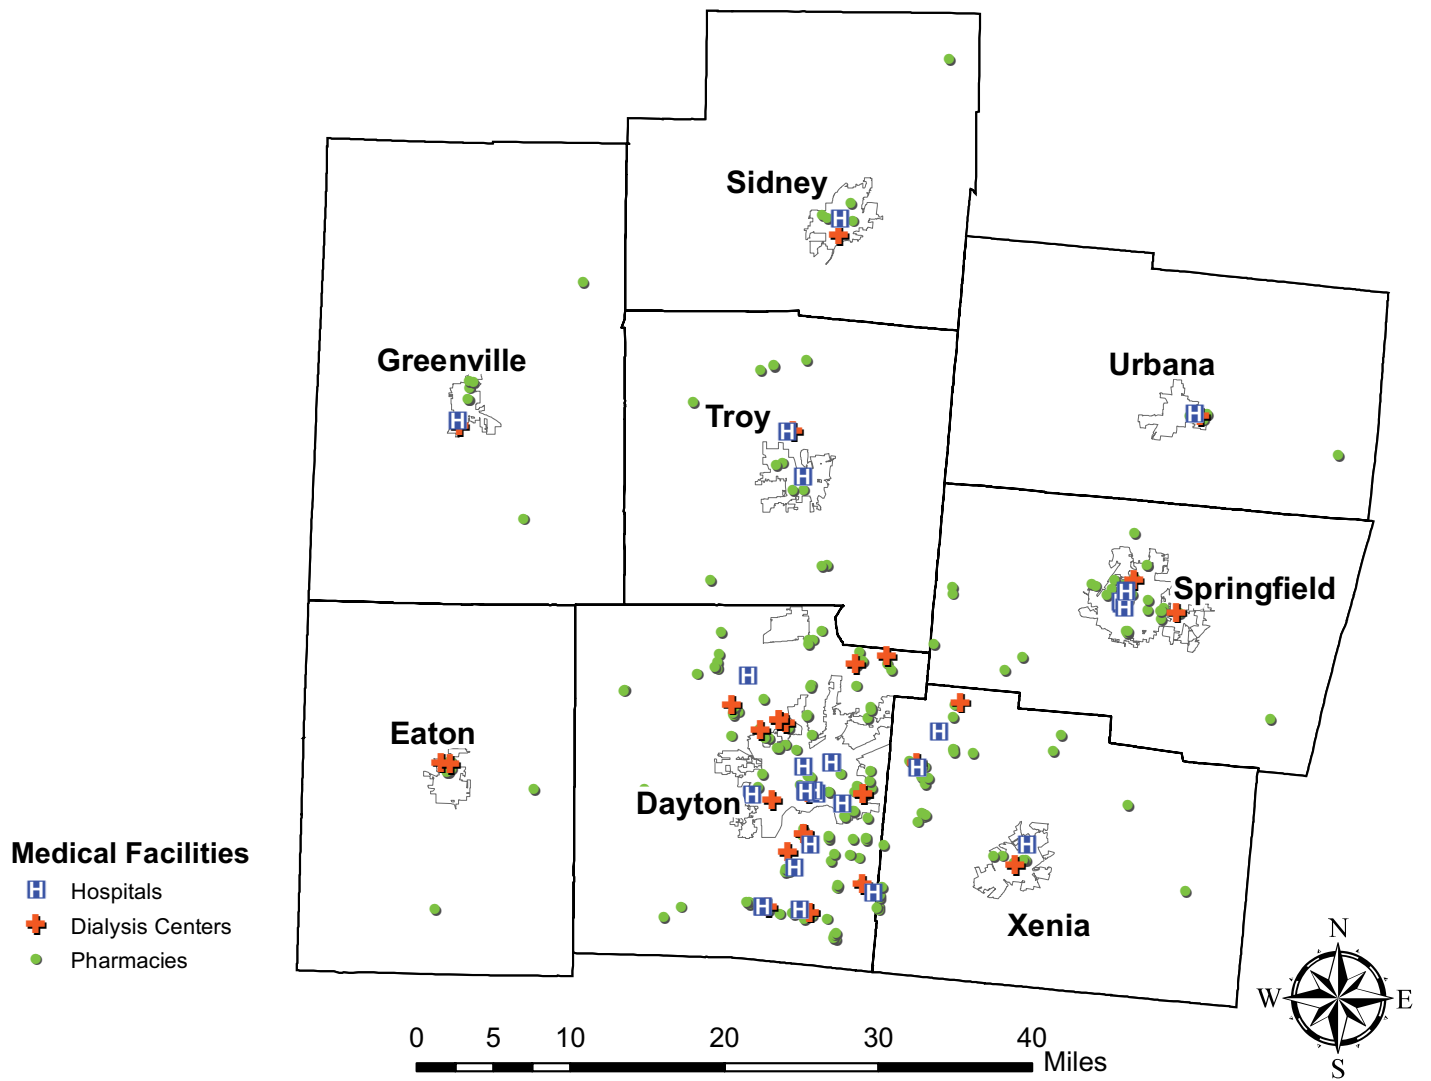 Sidney
Greenville
Urbana
Troy
Springfield
Eaton
Dayton
Xenia
Medical Facilities
H Hospitals
Dialysis Centers
Pharmacies
N
W E
S
0 5 10 20 30 40
Miles